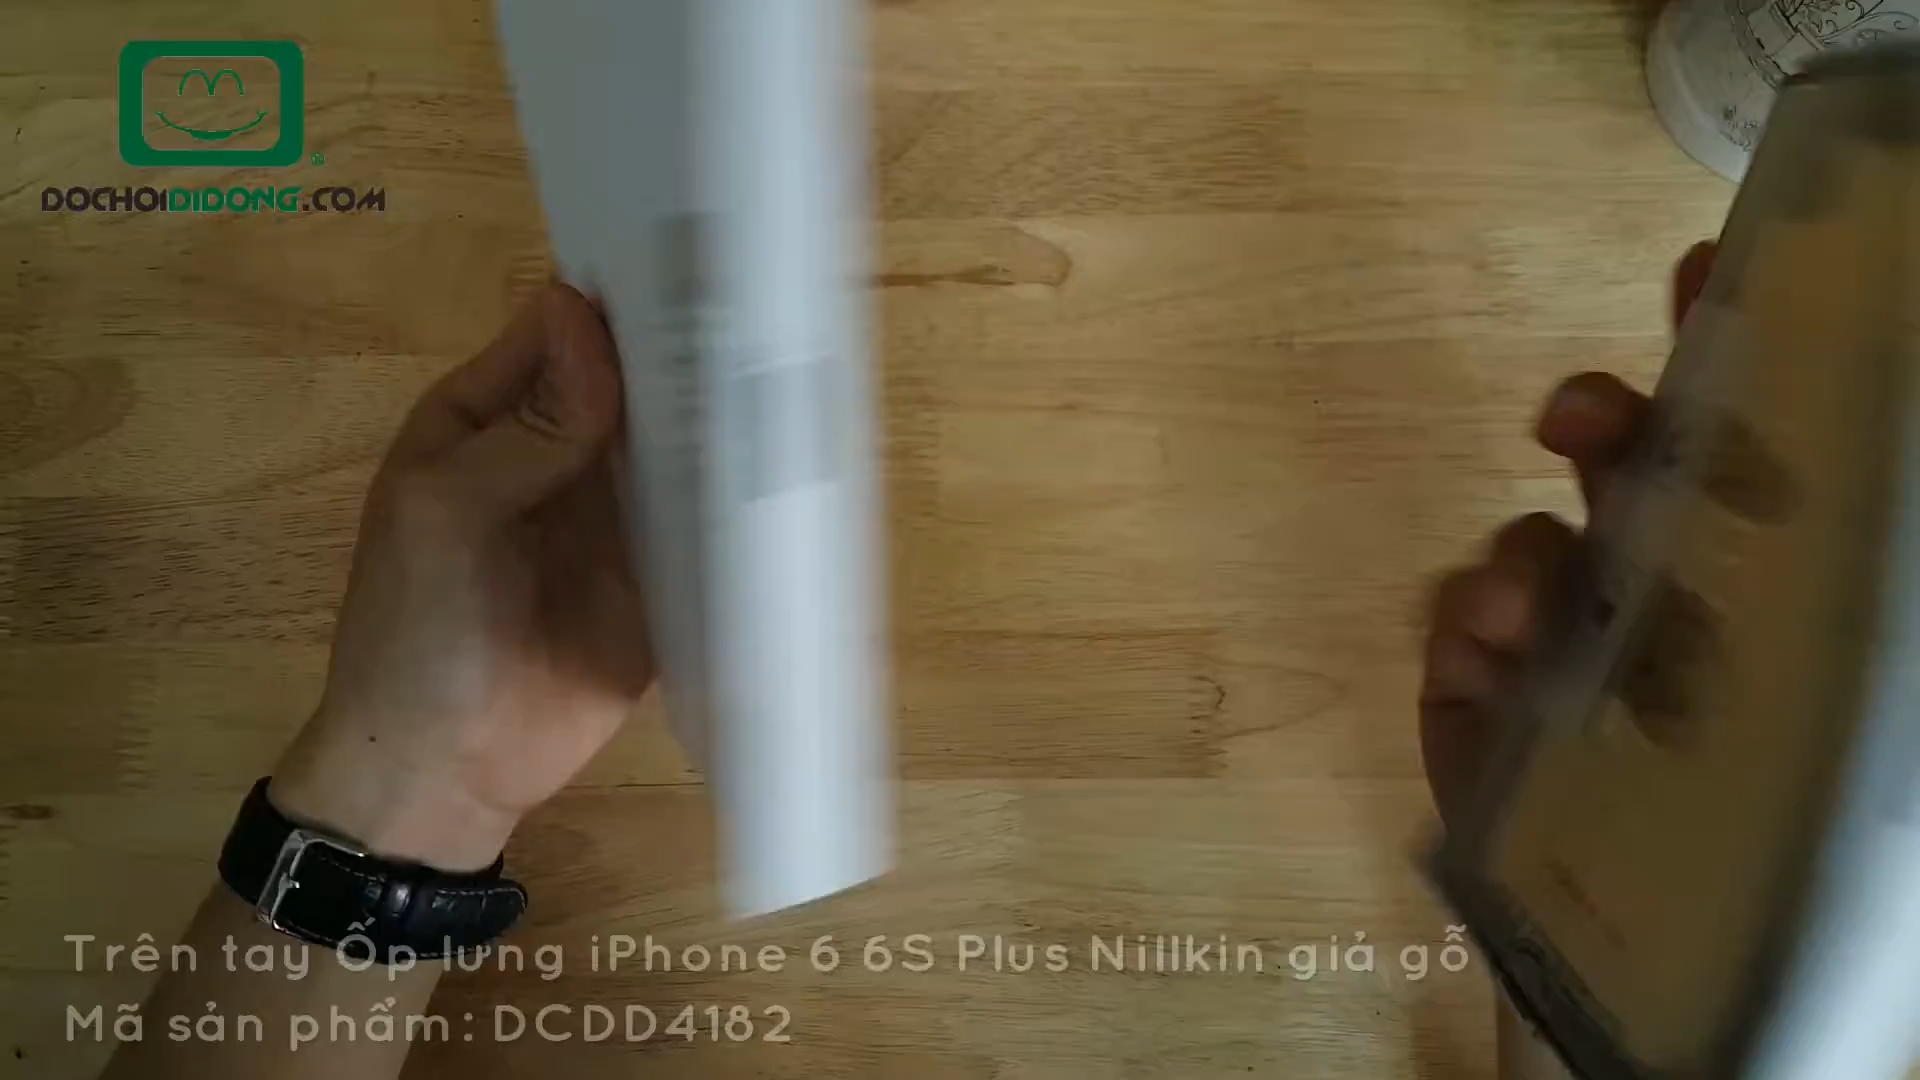 DOCHOIDIDONG.COM
Trên tay Ốp lưng iPhone 6 6S Plus Nillkin giả gỗ
Mã sản phẩm: DCDD4182